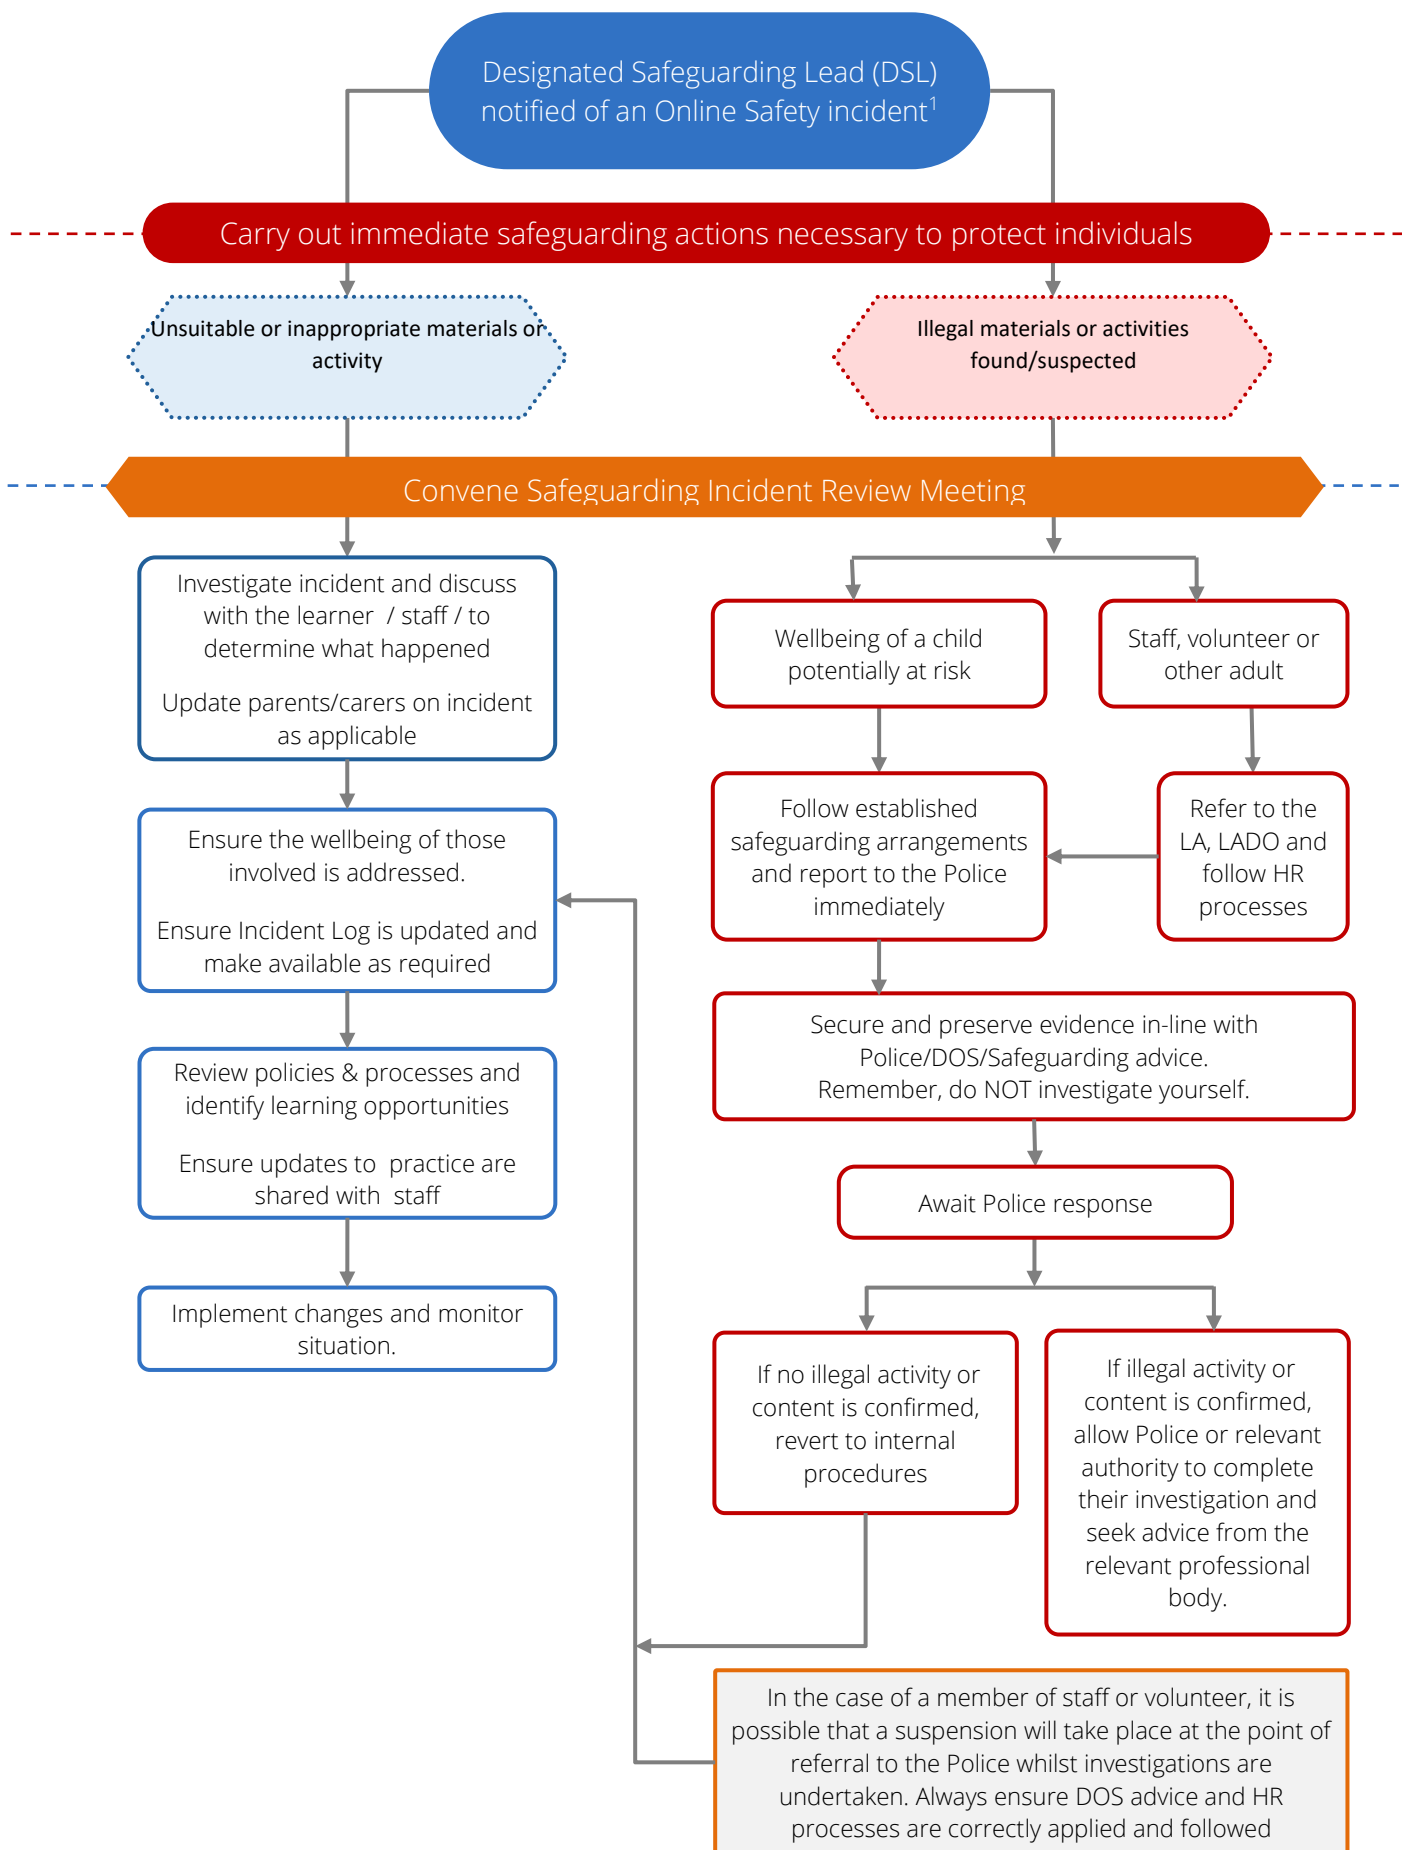 Designated Safeguarding Lead (DSL)
notified of an Online Safety incident1
Carry out immediate safeguarding actions necessary to protect individuals
Unsuitable or inappropriate materials or
activity
Illegal materials or activities
found/suspected
Convene Safeguarding Incident Review Meeting
Investigate incident and discuss
with the learner / staff / to
determine what happened
Update parents/carers on incident
as applicable
Ensure the wellbeing of those
involved is addressed.
Ensure Incident Log is updated and
make available as required
Review policies & processes and
identify learning opportunities
Ensure updates to practice are
shared with staff
Implement changes and monitor
situation.
Wellbeing of a child
potentially at risk
Staff, volunteer or
other adult
Follow established
safeguarding arrangements
and report to the Police
immediately
Refer to the
LA, LADO and
follow HR
processes
Secure and preserve evidence in-line with
Police/DOS/Safeguarding advice.
Remember, do NOT investigate yourself.
Await Police response
If no illegal activity or
content is confirmed,
revert to internal
procedures
If illegal activity or
content is confirmed,
allow Police or relevant
authority to complete
their investigation and
seek advice from the
relevant professional
body.
In the case of a member of staff or volunteer, it is
possible that a suspension will take place at the point of
referral to the Police whilst investigations are
undertaken. Always ensure DOS advice and HR
processes are correctly applied and followed